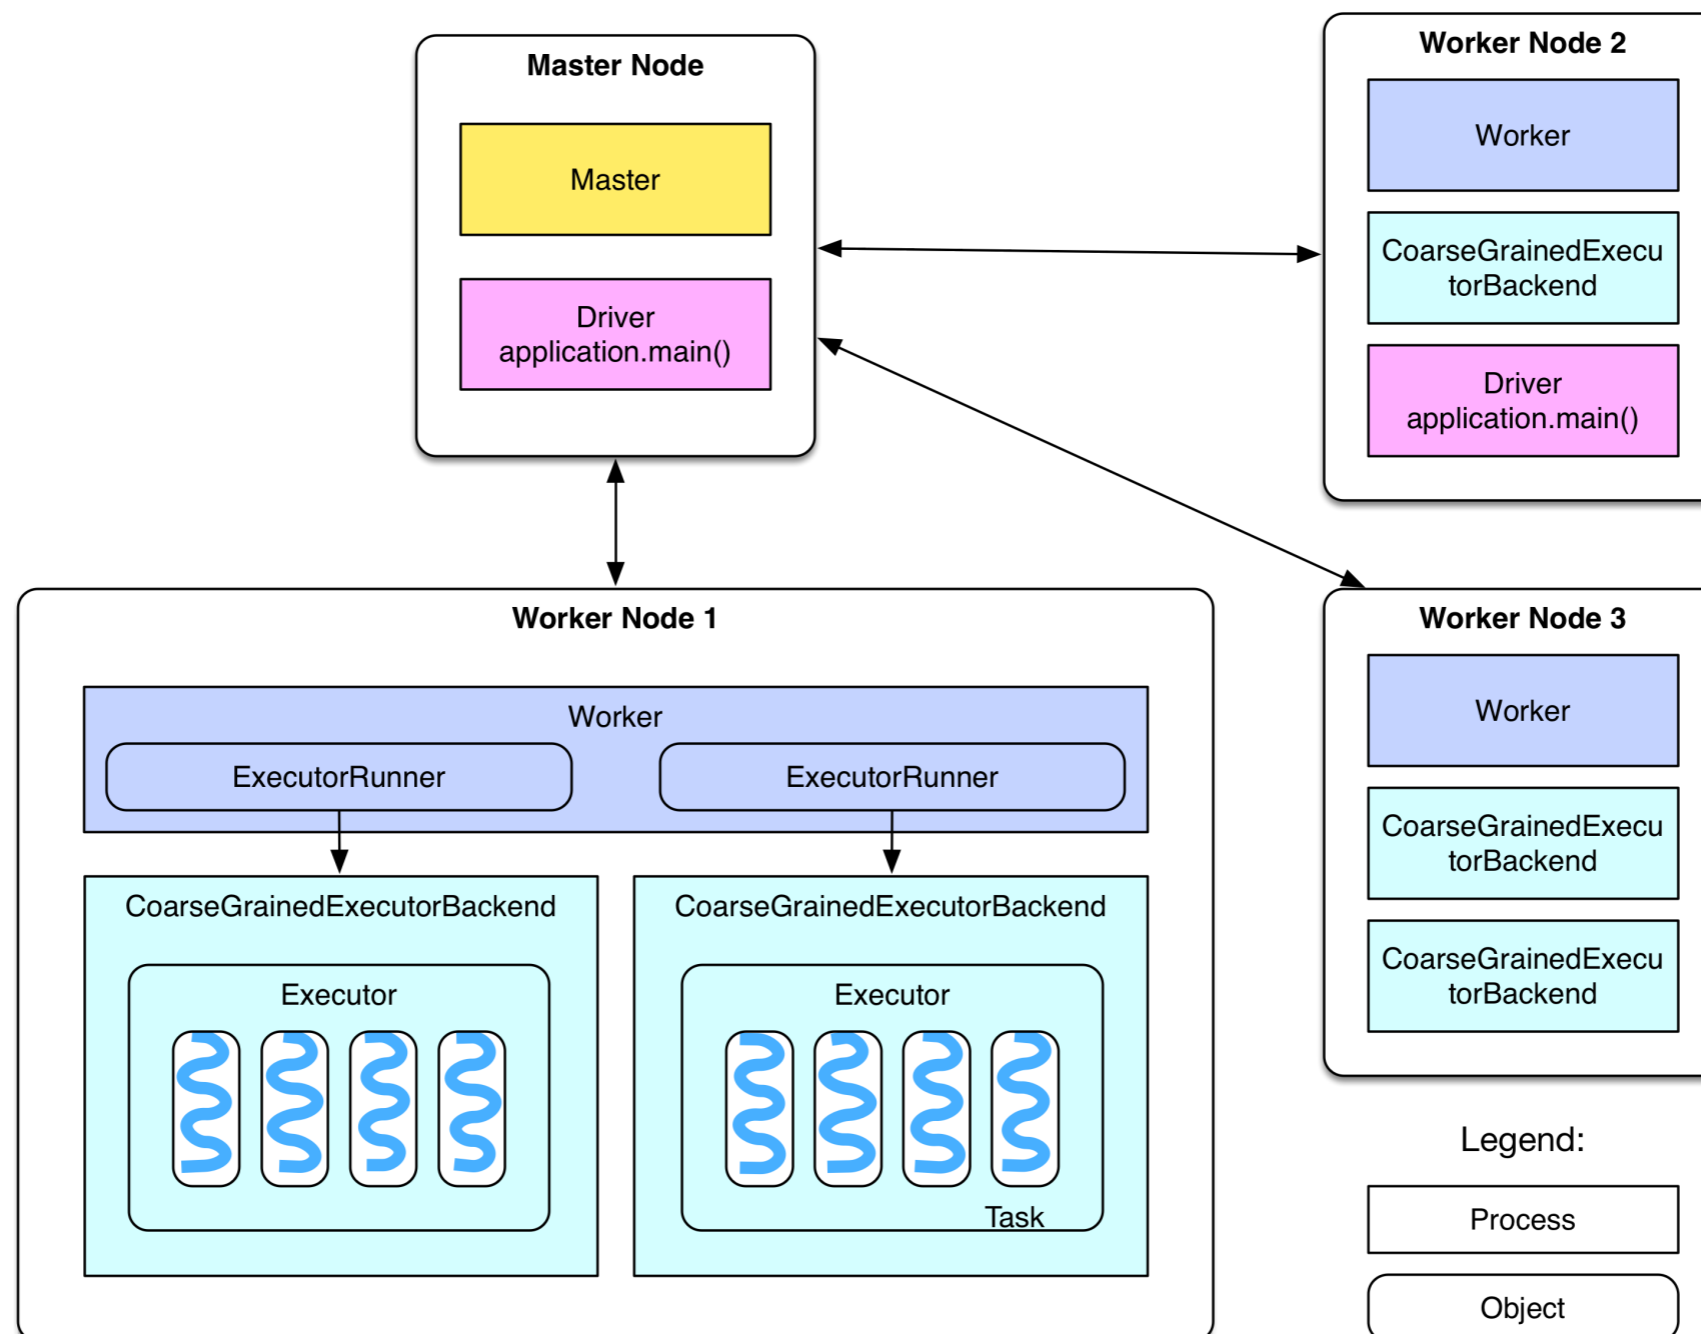 Master Node
Master
Driver
application.main()
Worker Node 2
Worker
CoarseGrainedExecu
torBackend
Driver
application.main()
Worker Node 1
Worker
ExecutorRunner
ExecutorRunner
CoarseGrainedExecutorBackend
CoarseGrainedExecutorBackend
Executor
Executor
Task
Worker Node 3
Worker
CoarseGrainedExecu
torBackend
CoarseGrainedExecu
torBackend
Legend:
Process
Object